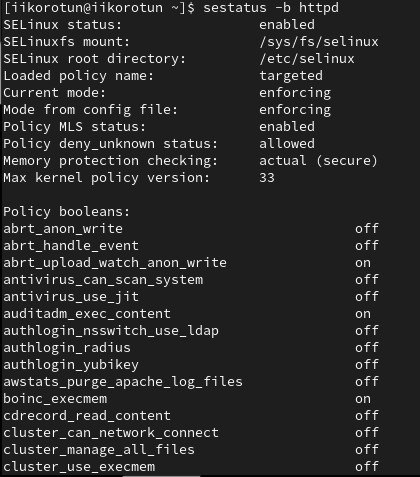 [iikorotun@iikorotun ~]$ sestatus -b httpd
SELinux status:                 enabled
SELinuxfs mount:                /sys/fs/selinux
SELinux root directory:         /etc/selinux
Loaded policy name:             targeted
Current mode:                   enforcing
Mode from config file:          enforcing
Policy MLS status:              enabled
Policy deny_unknown status:     allowed
Memory protection checking:     actual (secure)
Max kernel policy version:      33

Policy booleans:
abrt_anon_write                             off
abrt_handle_event                           off
abrt_upload_watch_anon_write                on
antivirus_can_scan_system                   off
antivirus_use_jit                           off
auditadm_exec_content                       on
authlogin_nsswitch_use_ldap                 off
authlogin_radius                            off
authlogin_yubikey                           off
awstats_purge_apache_log_files              off
boinc_execmem                               on
cdrecord_read_content                       off
cluster_can_network_connect                 off
cluster_manage_all_files                    off
cluster_use_execmem                         off